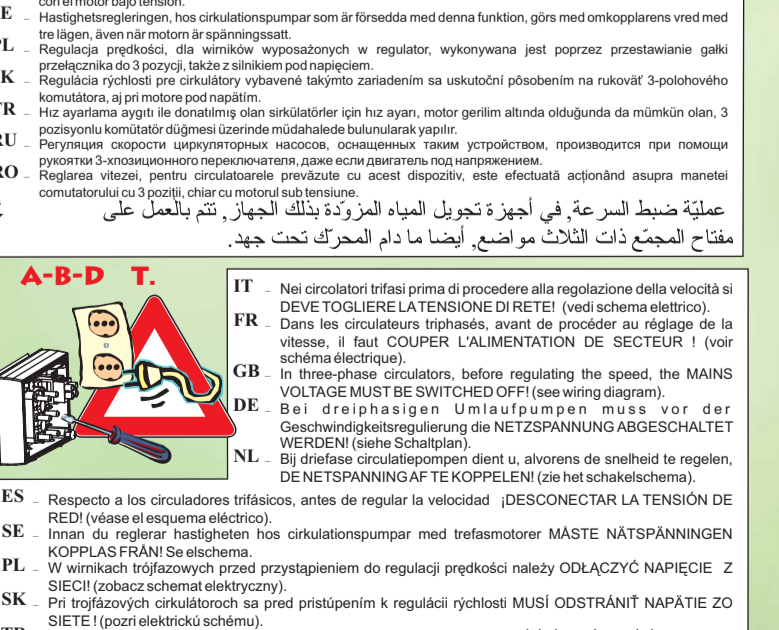 con el motor bajo tensión.
SE – Hastighetsregleringen, hos cirkulationspumpar som är försedda med denna funktion, görs med omkopplarens vred med
tre lägen, även när motorn är spänningssatt.
PL – Regulacja prędkości, dla wirników wyposażonych w regulator, wykonywana jest poprzez przestawianie gałki
przełącznika do 3 pozycji, także z silnikiem pod napięciem.
SK – Regulácia rýchlosti pre cirkulátory vybavené takýmto zariadením sa uskutoční pôsobením na rukoväť 3-polohového
komutátora, aj pri motore pod napätím.
TR – Hız ayarlama aygıtı ile donatılmış olan sirkülatörler için hız ayarı, motor gerilim altında olduğunda da mümkün olan, 3
pozisyonlu komütatör düğmesi üzerinde müdahalede bulunularak yapılır.
RU – Регуляция скорости циркуляторных насосов, оснащенных таким устройством, производится при помощи
рукоятки 3-хпозиционного переключателя, даже если двигатель под напряжением.
RO – Reglarea vitezei, pentru circulatoarele prevăzute cu acest dispozitiv, este efectuată acţionând asupra manetei
comutatorului cu 3 poziţii, chiar cu motorul sub tensiune.
عمليّة ضبط السرعة, في أجهزة تجويل المياه المزوّدة بذلك الجهاز, تتم بالعمل على
مفتاح المجمّع ذات الثلاث مواضع, أيضا ما دام المحرّك تحت جهد.
A-B-D T.
IT – Nei circolatori trifasi prima di procedere alla regolazione della velocità si
DEVE TOGLIERE LA TENSIONE DI RETE! (vedi schema elettrico).
FR – Dans les circulateurs triphasés, avant de procéder au réglage de la
vitesse, il faut COUPER L'ALIMENTATION DE SECTEUR ! (voir
schéma électrique).
GB – In three-phase circulators, before regulating the speed, the MAINS
VOLTAGE MUST BE SWITCHED OFF! (see wiring diagram).
DE – Bei dreiphasigen Umlaufpumpen muss vor der
Geschwindigkeitsregulierung die NETZSPANNUNG ABGESCHALTET
WERDEN! (siehe Schaltplan).
NL – Bij driefase circulatiepompen dient u, alvorens de snelheid te regelen,
DE NETSPANNING AF TE KOPPELEN! (zie het schakelschema).
ES – Respecto a los circuladores trifásicos, antes de regular la velocidad ¡DESCONECTAR LA TENSIÓN DE
RED! (véase el esquema eléctrico).
SE – Innan du reglerar hastigheten hos cirkulationspumpar med trefasmotorer MÅSTE NÄTSPÄNNINGEN
KOPPLAS FRÅN! Se elschema.
PL – W wirnikach trójfazowych przed przystąpieniem do regulacji prędkości należy ODŁĄCZYĆ NAPIĘCIE Z
SIECI! (zobacz schemat elektryczny).
SK – Pri trojfázových cirkulátoroch sa pred pristúpením k regulácii rýchlosti MUSÍ ODSTRÁNIŤ NAPÄTIE ZO
SIETE ! (pozri elektrickú schému).